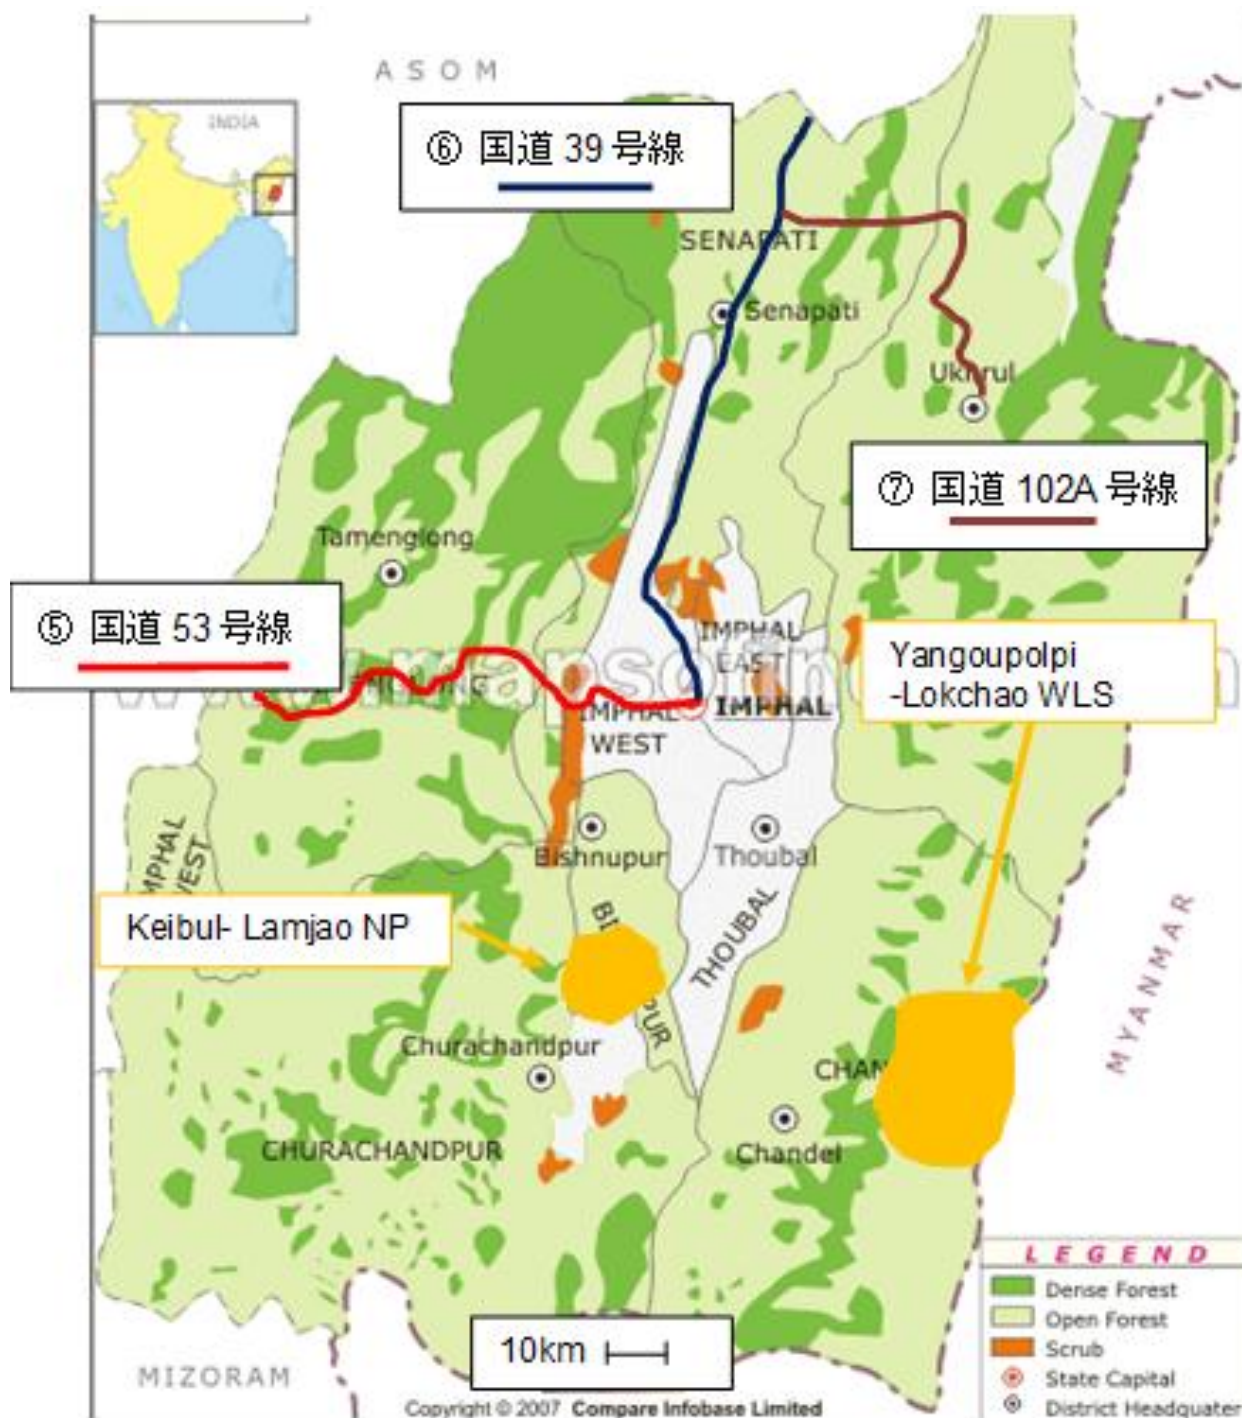 ASOM
INDIA
⑥ 国道 39 号線
SENAPATI
Senapati
Ukhrul
⑦ 国道 102A 号線
Tamenglong
⑤ 国道 53 号線
IMPHAL
EAST
Yangoupolpi
-Lokchao WLS
IMPHAL
IMPHAL
WEST
Bishnupur
Thoubal
THOUBAL
Keibul- Lamjao NP
MYANMAR
Churachandpur
CHURACHANDPUR
Chandel
LEGEND
Dense Forest
Open Forest
Scrub
State Capital
District Headquater
10km
MIZORAM
Copyright © 2007 Compare Infobase Limited